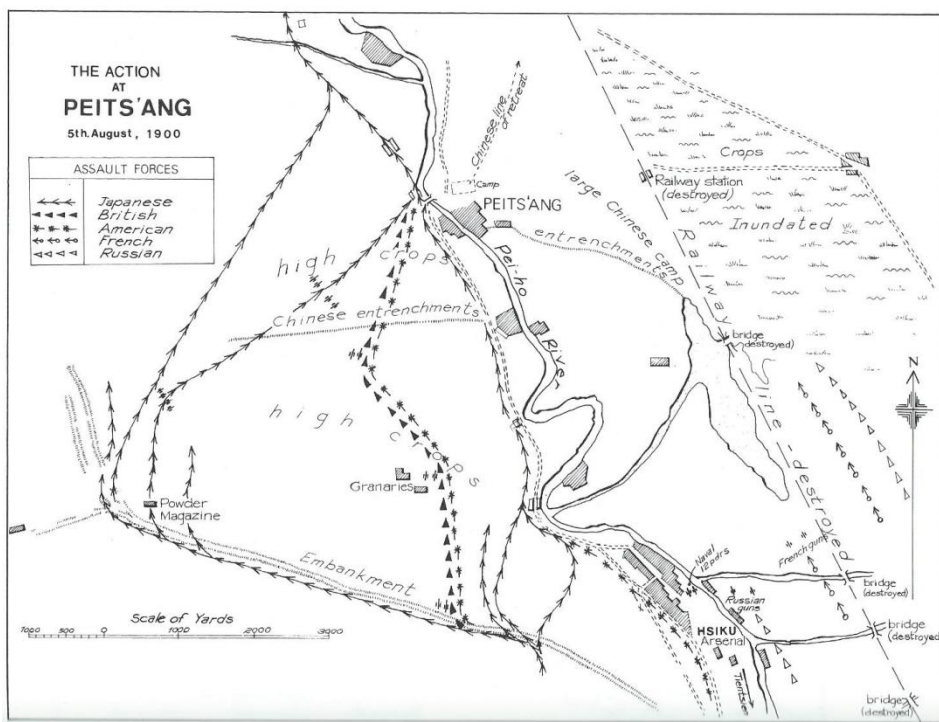 THE ACTION
AT
PEITS'ANG
5th. August, 1900
ASSAULT FORCES
Japanese
British
American
French
Russian
Chinese line
of retreat
Camp
PEITS'ANG
large Chinese camp
entrenchments
Crops
Railway station
(destroyed)
Inundated
high crops
Chinese entrenchments
Pei-ho
River
Railway line - destroyed
bridge
destroyed)
N
high crops
Granaries
Powder
Magazine
Embankment
Naval
12pdrs
French guns
Russian
guns
bridge
(destroyed)
HSIKU
Arsenal
bridge
(destroyed)
Tientsin
bridge
(destroyed)
Scale of Yards
1000 0 1000 2000 3000